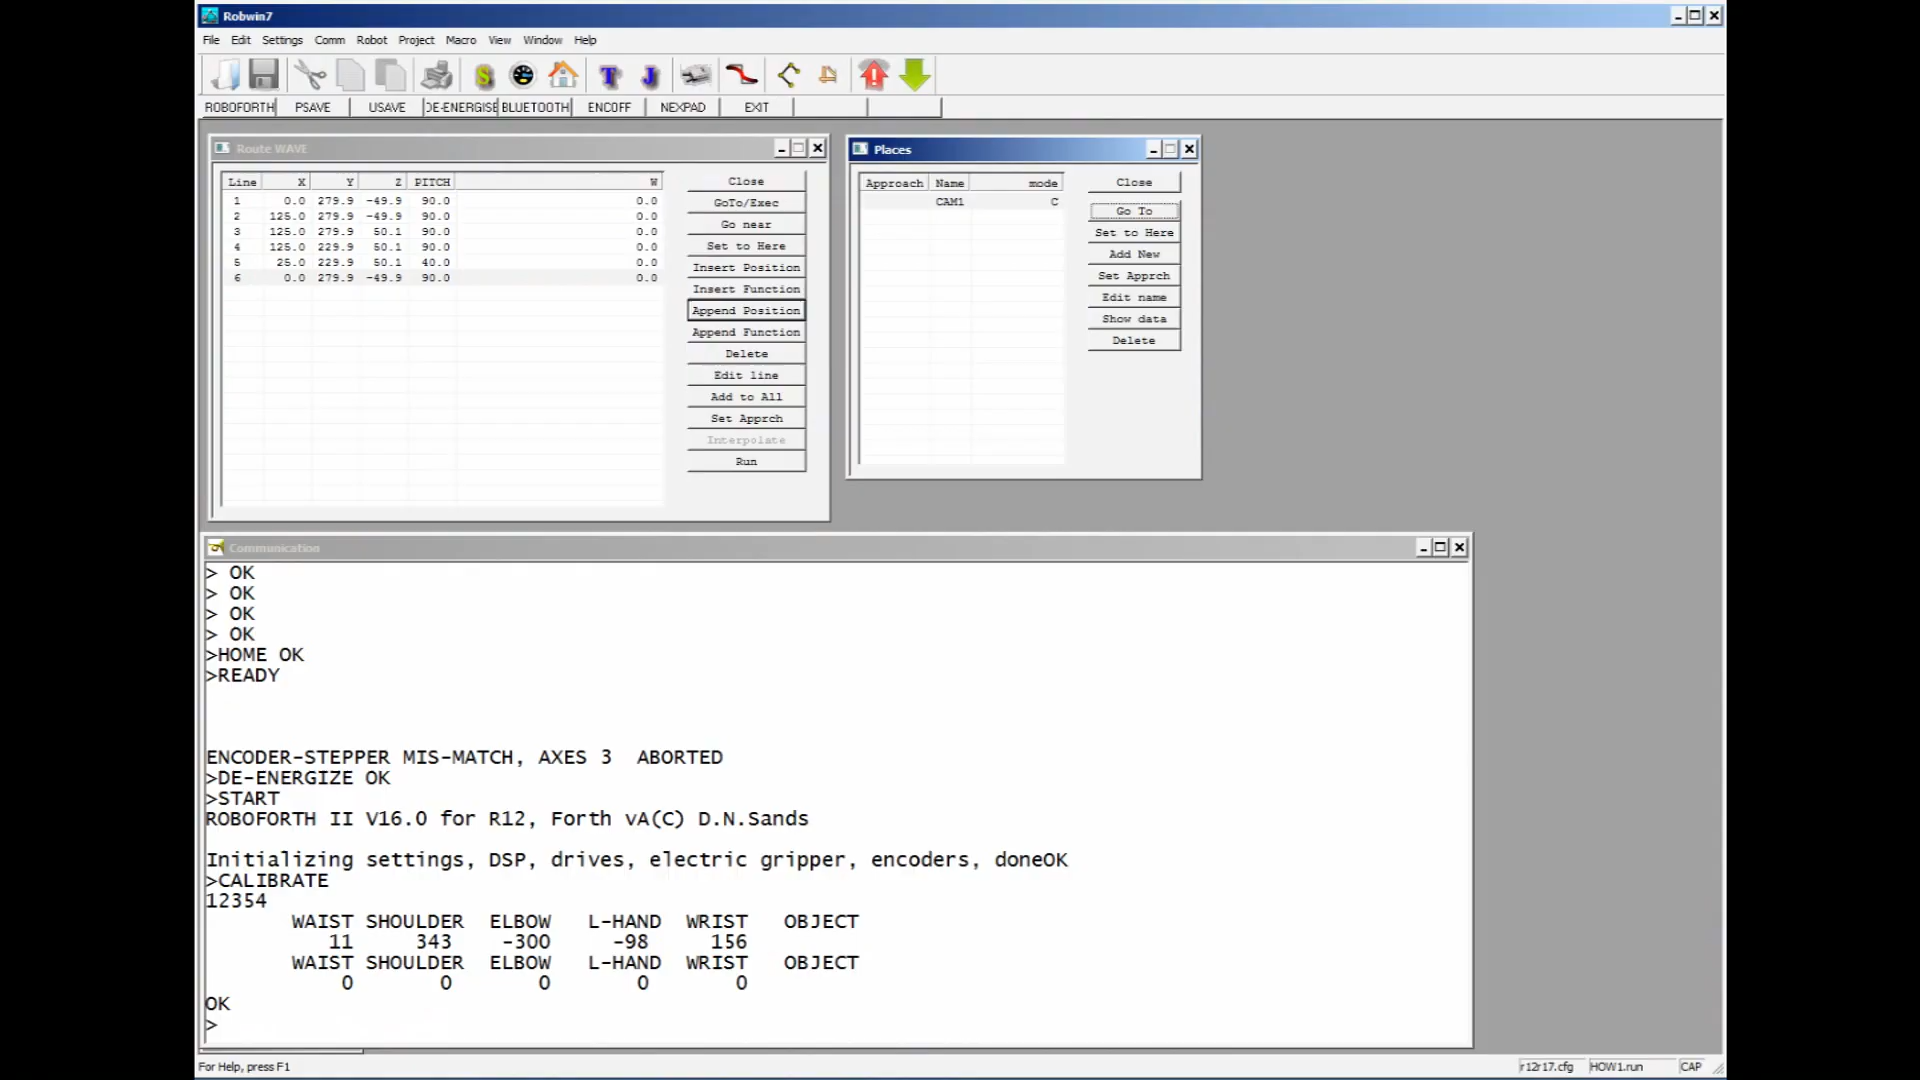 Robwin7
File Edit Settings Comm Robot Project Macro View Window Help
ROBOFORTH PSAVE USAVE DE-ENERGISE BLUETOOTH ENCOFF NEXPAD EXIT
Route WAVE
Line X Y Z PITCH W
1 0.0 279.9 -49.9 90.0 0.0
2 125.0 279.9 -49.9 90.0 0.0
3 125.0 279.9 50.1 90.0 0.0
4 125.0 229.9 50.1 90.0 0.0
5 25.0 229.9 50.1 40.0 0.0
6 0.0 279.9 -49.9 90.0 0.0
Close
GoTo/Exec
Go near
Set to Here
Insert Position
Insert Function
Append Position
Append Function
Delete
Edit line
Add to All
Set Apprch
Interpolate
Run
Places
Approach Name mode
CAM1 C
Close
Go To
Set to Here
Add New
Set Apprch
Edit name
Show data
Delete
Communication
> OK
> OK
> OK
> OK
>HOME OK
>READY
ENCODER-STEPPER MIS-MATCH, AXES 3 ABORTED
>DE-ENERGIZE OK
>START
ROBOFORTH II V16.0 for R12, Forth vA(C) D.N.Sands
Initializing settings, DSP, drives, electric gripper, encoders, doneOK
>CALIBRATE
12354
WAIST SHOULDER ELBOW L-HAND WRIST OBJECT
11 343 -300 -98 156
WAIST SHOULDER ELBOW L-HAND WRIST OBJECT
0 0 0 0 0
OK
>
For Help, press F1 r12r17.cfg HOW1.run CAP